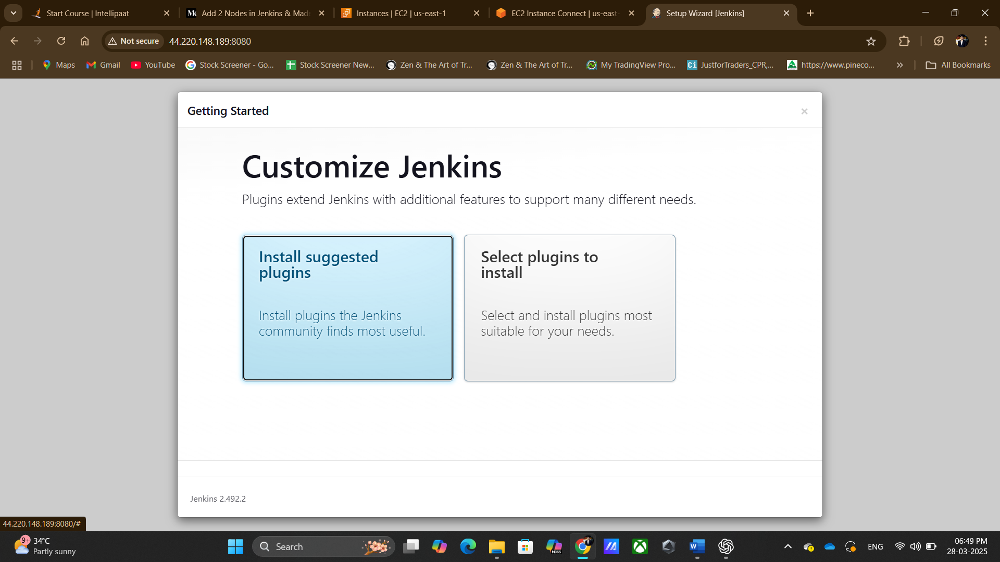 Start Course | Intellipaat
Add 2 Nodes in Jenkins & Made
Instances | EC2 | us-east-1
EC2 Instance Connect | us-east-
Setup Wizard [Jenkins]
Not secure
44.220.148.189:8080
Maps
Gmail
YouTube
Stock Screener - Go...
Stock Screener New...
Zen & The Art of Tr...
Zen & The Art of Tr...
My TradingView Pro...
Ci
JustforTraders_CPR,...
https://www.pineco...
All Bookmarks
Getting Started
Customize Jenkins
Plugins extend Jenkins with additional features to support many different needs.
Install suggested
plugins
Install plugins the Jenkins
community finds most useful.
Select plugins to
install
Select and install plugins most
suitable for your needs.
Jenkins 2.492.2
44.220.148.189:8080/#
9+
34°C
Partly sunny
Search
M365
W
ENG
06:49 PM
28-03-2025